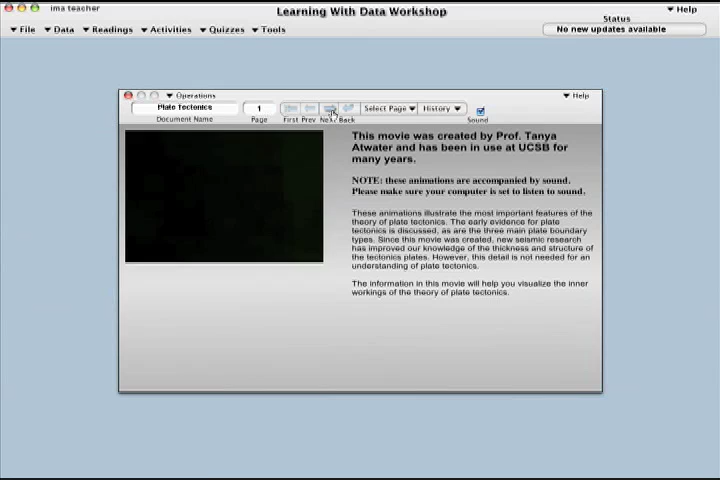 ima teacher
Learning With Data Workshop
Help
Status
File Data Readings Activities Quizzes Tools
No new updates available
Operations
Help
Plate Tectonics
1
Select Page
History
Document Name
Page
First Prev Next Back
Sound
This movie was created by Prof. Tanya
Atwater and has been in use at UCSB for
many years.
NOTE: these animations are accompanied by sound.
Please make sure your computer is set to listen to sound.
These animations illustrate the most important features of the
theory of plate tectonics. The early evidence for plate
tectonics is discussed, as are the three main plate boundary
types. Since this movie was created, new seismic research
has improved our knowledge of the thickness and structure of
the tectonics plates. However, this detail is not needed for an
understanding of plate tectonics.
The information in this movie will help you visualize the inner
workings of the theory of plate tectonics.